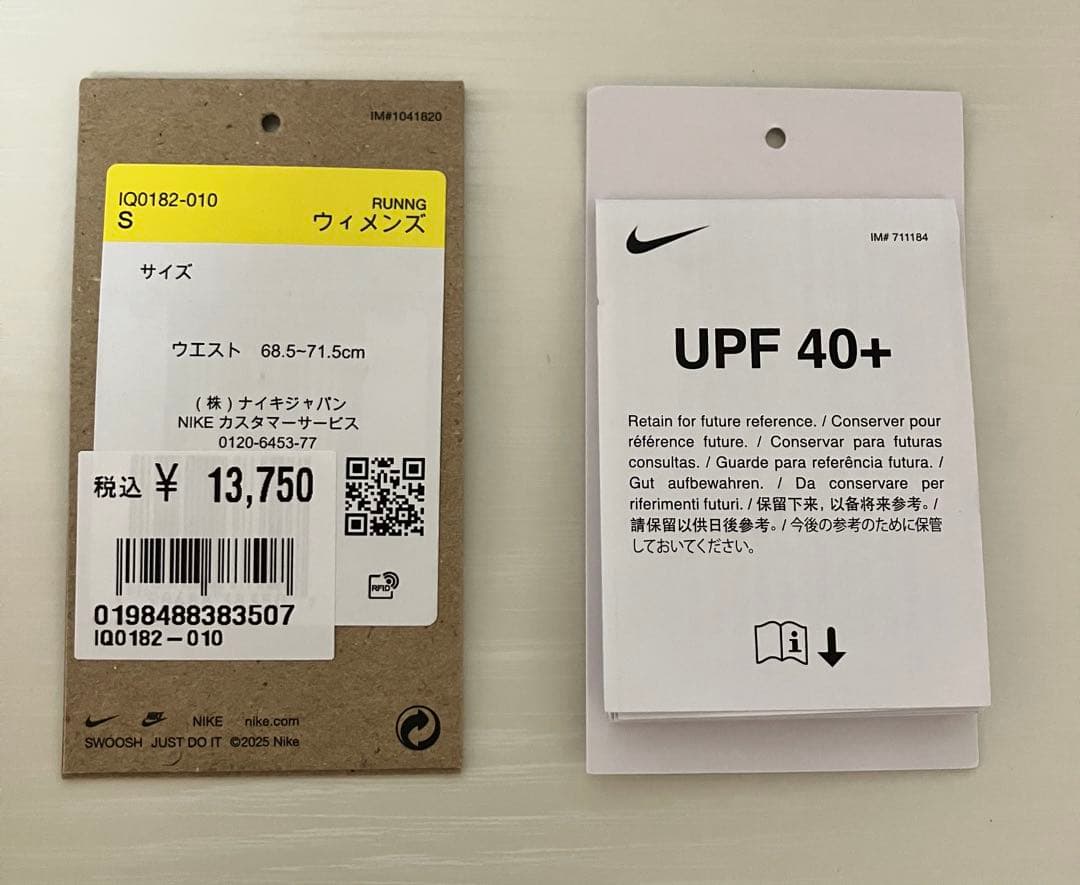 IM#1041820
IQ0182-010
S
RUNNG
ウィメンズ
サイズ
ウエスト 68.5~71.5cm
(株)ナイキジャパン
NIKE カスタマーサービス
0120-6453-77
税込 ¥ 13,750
RFID
0198488383507
IQ0182-010
NIKE nike.com
SWOOSH JUST DO IT ©2025 Nike
IM# 711184
UPF 40+
Retain for future reference. / Conserver pour
référence future. / Conservar para futuras
consultas. / Guarde para referência futura. /
Gut aufbewahren. / Da conservare per
riferimenti futuri. / 保留下来, 以备将来参考。/
請保留以供日後參考。/ 今後の参考のために保管
しておいてください。
i